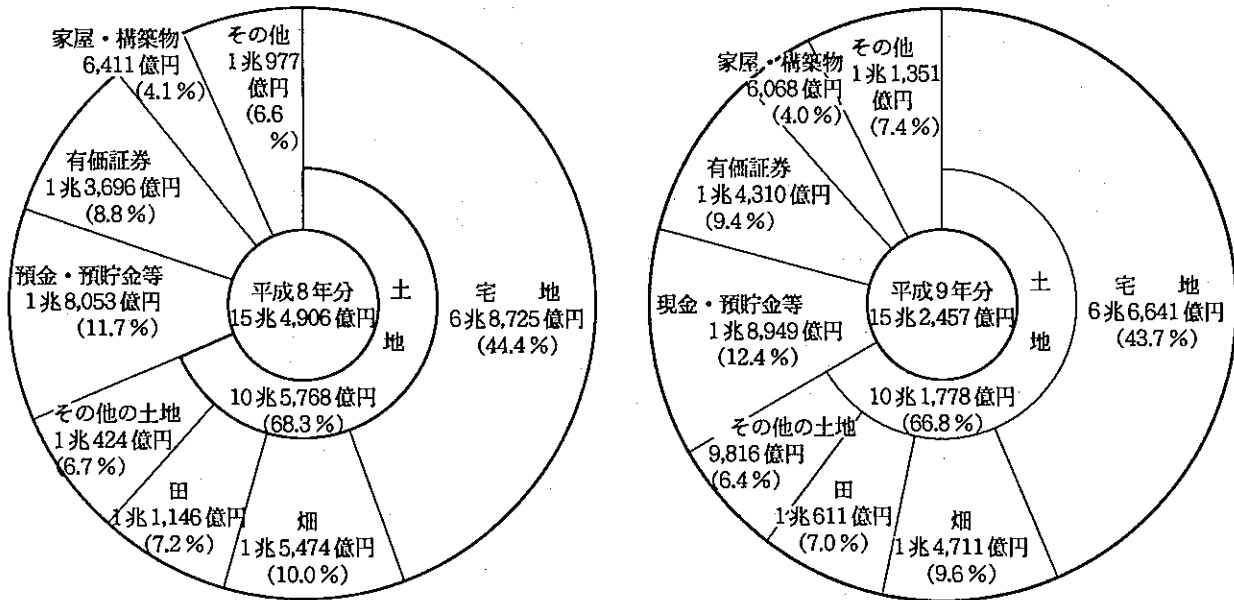 家屋・構築物
6,411億円
(4.1%)
その他
1兆977
億円
(6.6
%)
有価証券
1兆3,696億円
(8.8%)
預金・預貯金等
1兆8,053億円
(11.7%)
平成8年分
15兆4,906億円
土
地
宅 地
6兆8,725億円
(44.4%)
10兆5,768億円
(68.3%)
その他の土地
1兆424億円
(6.7%)
田
1兆1,146億円
(7.2%)
畑
1兆5,474億円
(10.0%)
家屋・構築物
6,068億円
(4.0%)
その他
1兆1,351
億円
(7.4%)
有価証券
1兆4,310億円
(9.4%)
現金・預貯金等
1兆8,949億円
(12.4%)
平成9年分
15兆2,457億円
土
地
宅 地
6兆6,641億円
(43.7%)
10兆1,778億円
(66.8%)
その他の土地
9,816億円
(6.4%)
田
1兆611億円
(7.0%)
畑
1兆4,711億円
(9.6%)